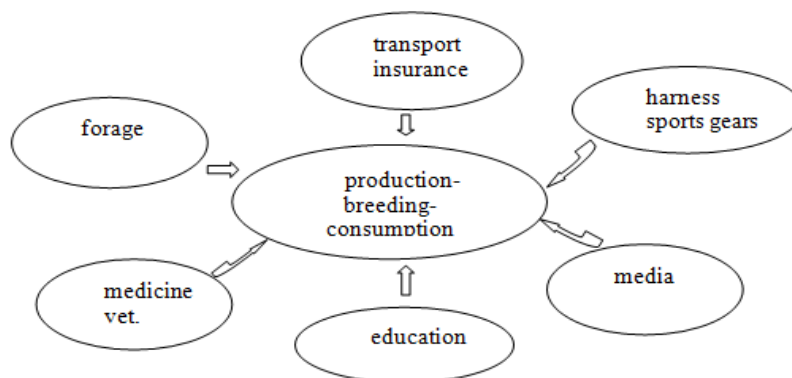 transport
insurance
harness
sports gears
forage
production-
breeding-
consumption
medicine
vet.
media
education